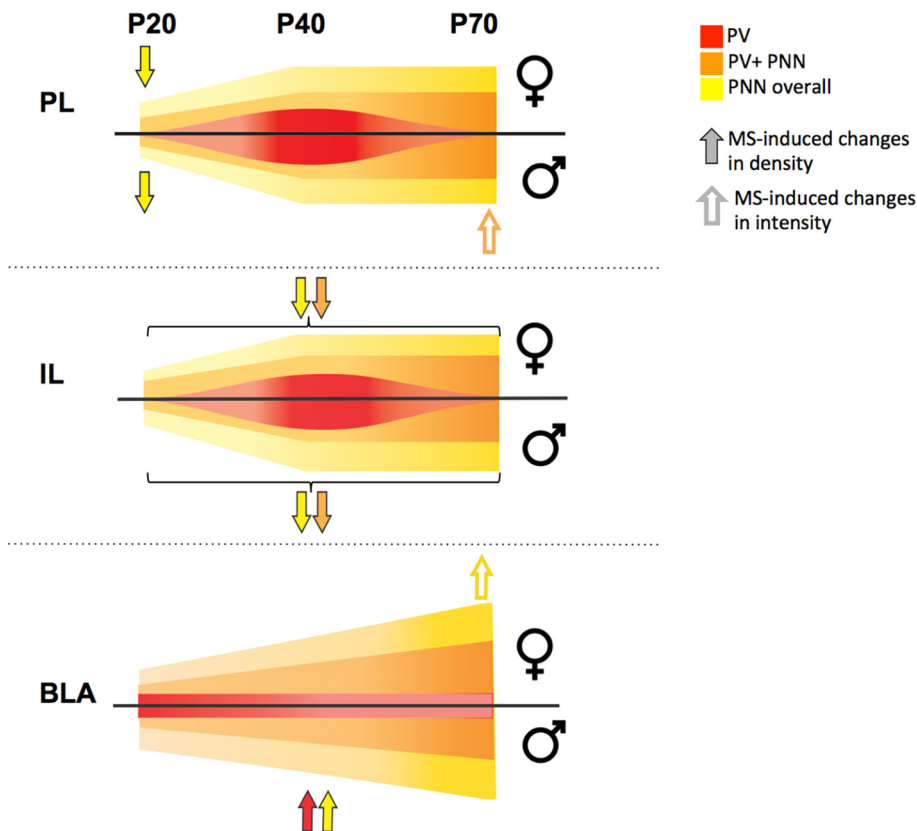 P20 P40 P70
PV
PV+ PNN
PNN overall
MS-induced changes
in density
MS-induced changes
in intensity
PL
♀
♂
IL
♀
♂
BLA
♀
♂